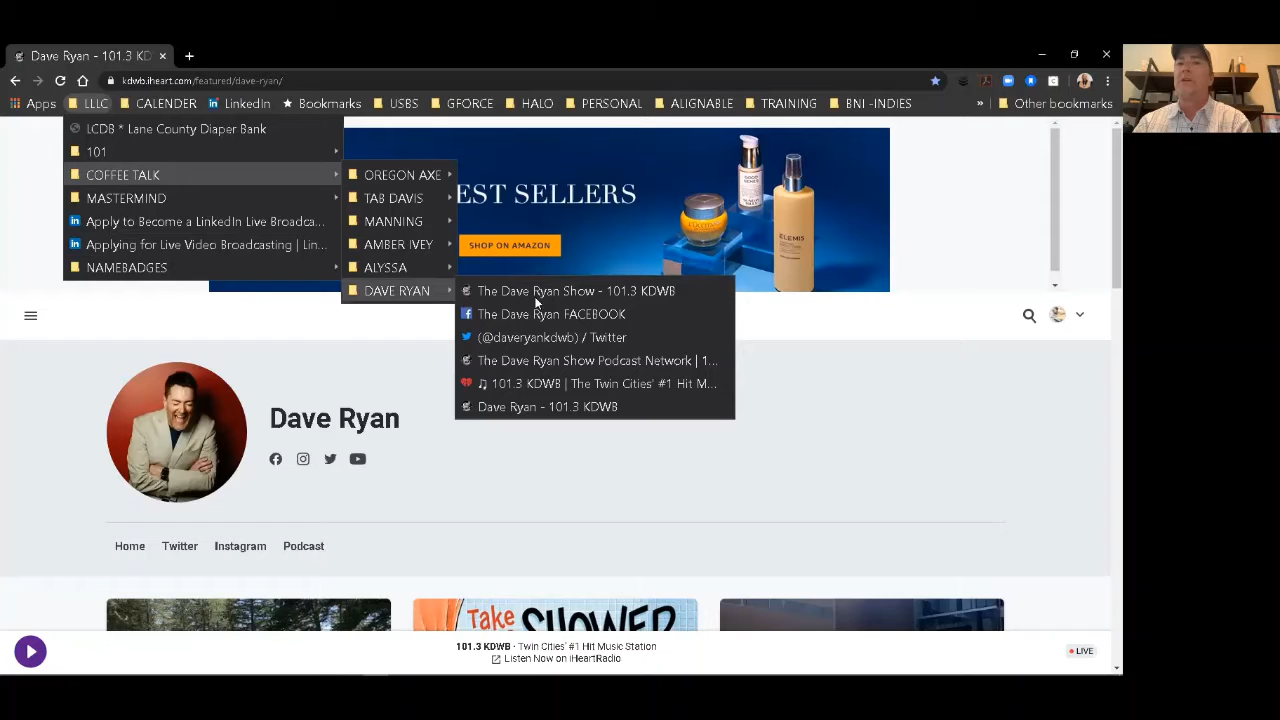 Dave Ryan - 101.3 KD
kdwb.iheart.com/featured/dave-ryan/
Apps LLLC CALENDER LinkedIn Bookmarks USBS GFORCE HALO PERSONAL ALIGNABLE TRAINING BNI -INDIES » Other bookmarks
LCDB * Lane County Diaper Bank
101
COFFEE TALK
MASTERMIND
Apply to Become a LinkedIn Live Broadca...
Applying for Live Video Broadcasting | Lin...
NAMEBADGES
OREGON AXE
TAB DAVIS
MANNING
AMBER IVEY
ALYSSA
DAVE RYAN
The Dave Ryan Show - 101.3 KDWB
The Dave Ryan FACEBOOK
(@daveryankdwb) / Twitter
The Dave Ryan Show Podcast Network | 1...
♫ 101.3 KDWB | The Twin Cities' #1 Hit M...
Dave Ryan - 101.3 KDWB
EST SELLERS
SHOP ON AMAZON
ELEMIS
Dave Ryan
Home Twitter Instagram Podcast
Take
SHOWER
101.3 KDWB · Twin Cities' #1 Hit Music Station
Listen Now on iHeartRadio
LIVE